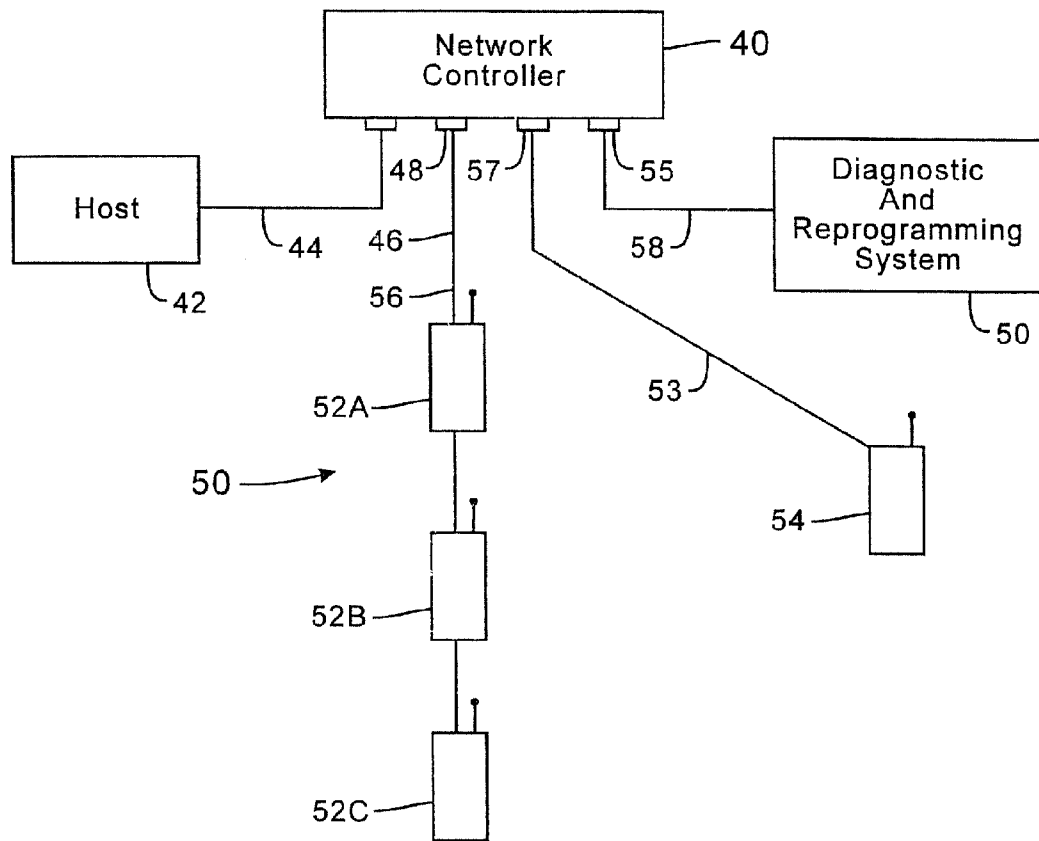 Network
Controller
40
48
57
55
Host
44
42
46
56
58
Diagnostic
And
Reprogramming
System
50
52A
53
50
54
52B
52C